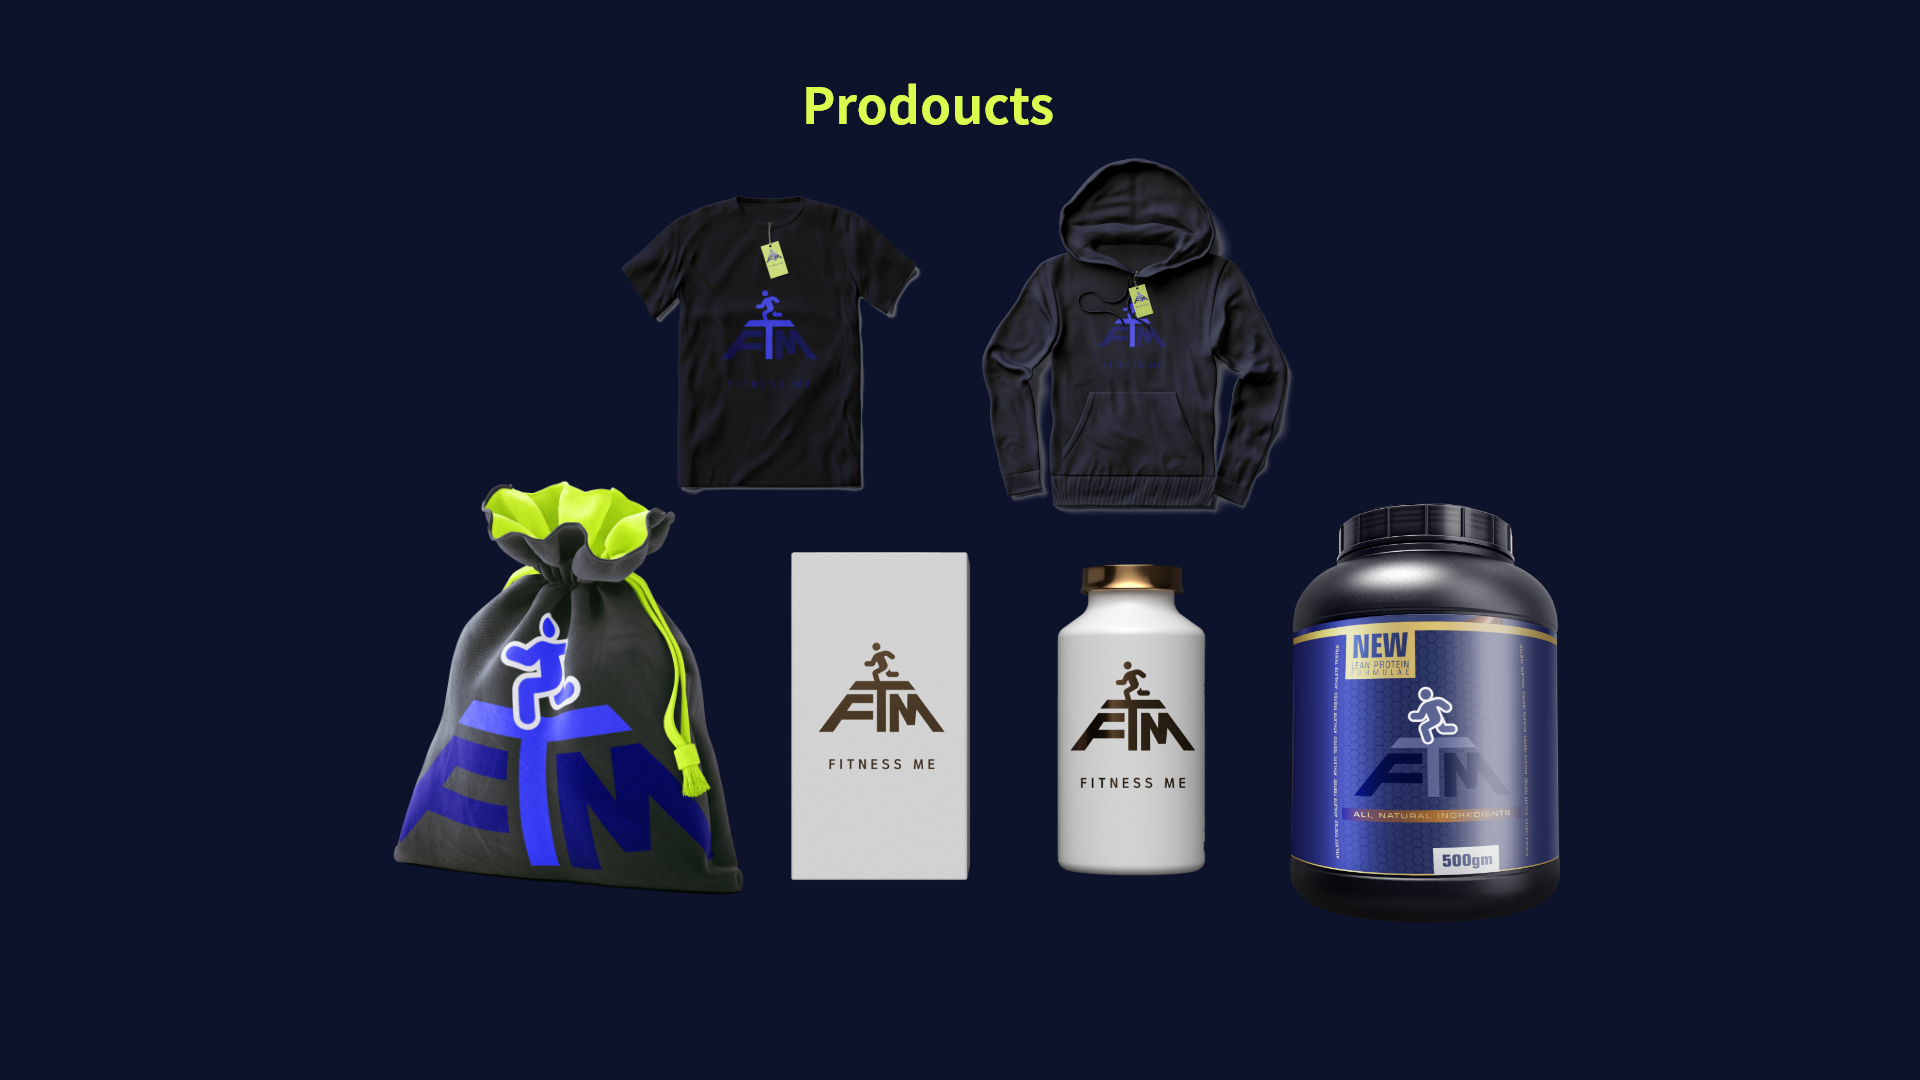 Prodoucts
FTM
FITNESS ME
FTM
FTM
FTM
FITNESS ME
FTM
FITNESS ME
NEW
LEAN PROTEIN
FORMULAE
FTM
ALL NATURAL INGREDIENTS
500gm